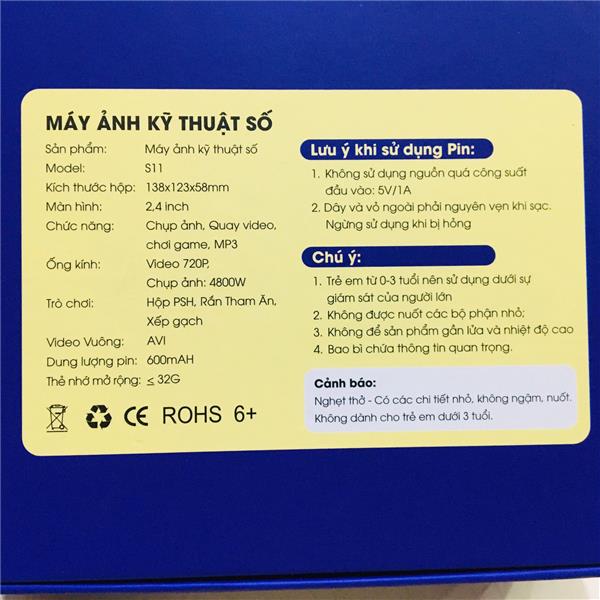 MÁY ẢNH KỸ THUẬT SỐ
Sản phẩm: Máy ảnh kỹ thuật số
Model: S11
Kích thước hộp: 138x123x58mm
Màn hình: 2,4 inch
Chức năng: Chụp ảnh, Quay video,
chơi game, MP3
Ống kính: Video 720P,
Chụp ảnh: 4800W
Trò chơi: Hộp PSH, Rắn Tham Ăn,
Xếp gạch
Video Vuông: AVI
Dung lượng pin: 600mAH
Thẻ nhớ mở rộng: ≤ 32G
CE ROHS 6+
Lưu ý khi sử dụng Pin:
1. Không sử dụng nguồn quá công suất
đầu vào: 5V/1A
2. Dây và vỏ ngoài phải nguyên vẹn khi sạc.
Ngừng sử dụng khi bị hỏng
Chú ý:
1. Trẻ em từ 0-3 tuổi nên sử dụng dưới sự
giám sát của người lớn
2. Không được nuốt các bộ phận nhỏ;
3. Không để sản phẩm gần lửa và nhiệt độ cao
4. Bao bì chứa thông tin quan trọng.
Cảnh báo:
Nghẹt thở - Có các chi tiết nhỏ, không ngậm, nuốt.
Không dành cho trẻ em dưới 3 tuổi.